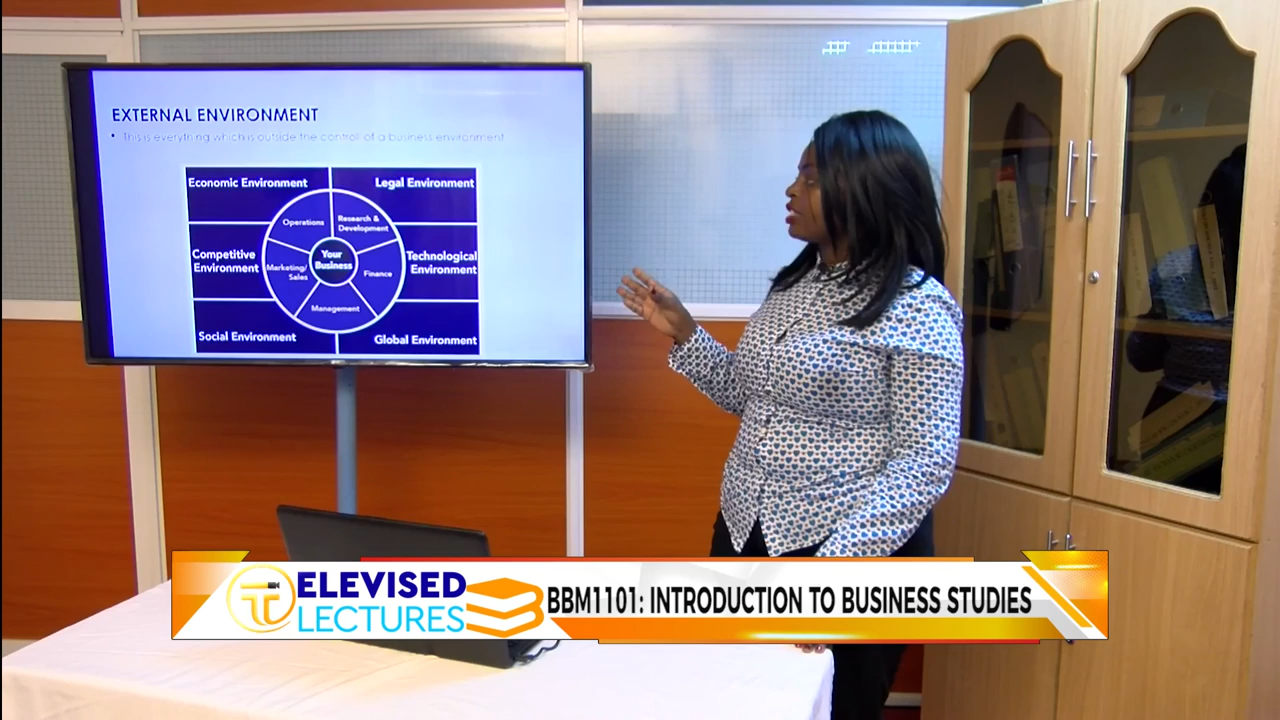 EXTERNAL ENVIRONMENT
• This is everything which is outside the controll of a business environment
Economic Environment
Legal Environment
Operations
Research &
Development
Competitive
Environment
Your
Business
Technological
Environment
Marketing/
Sales
Finance
Management
Social Environment
Global Environment
TELEVISED
LECTURES
BBM1101: INTRODUCTION TO BUSINESS STUDIES